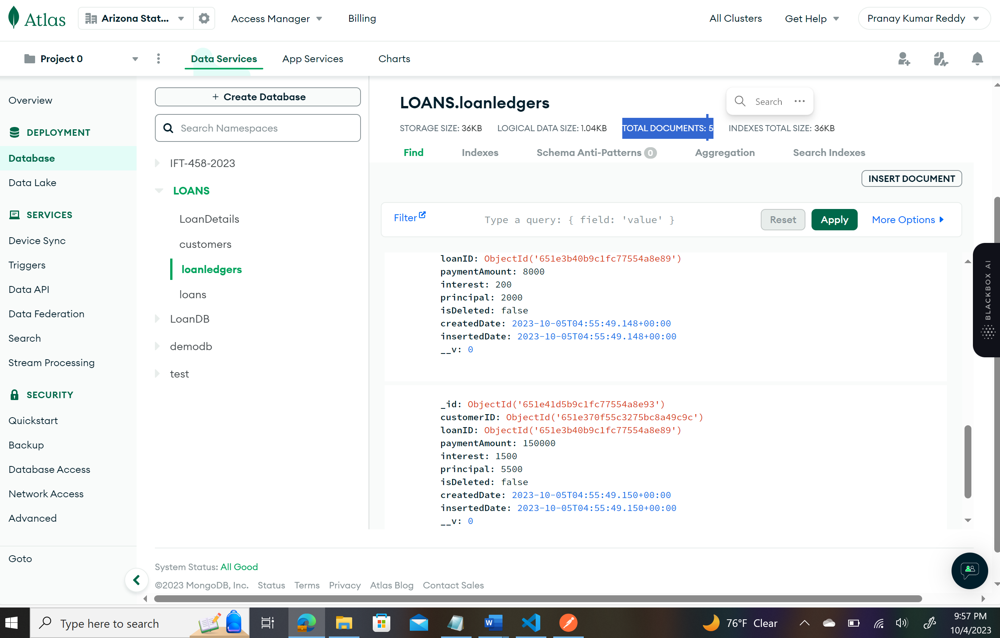 Atlas
Arizona Stat...
Access Manager
Billing
All Clusters
Get Help
Pranay Kumar Reddy
Project 0
Data Services
App Services
Charts
Overview
DEPLOYMENT
Database
Data Lake
SERVICES
Device Sync
Triggers
Data API
Data Federation
Search
Stream Processing
SECURITY
Quickstart
Backup
Database Access
Network Access
Advanced
Goto
+ Create Database
Search Namespaces
IFT-458-2023
LOANS
LoanDetails
customers
loanledgers
loans
LoanDB
demodb
test
LOANS.loanledgers
Search ...
STORAGE SIZE: 36KB LOGICAL DATA SIZE: 1.04KB TOTAL DOCUMENTS: 5 INDEXES TOTAL SIZE: 36KB
Find Indexes Schema Anti-Patterns 0 Aggregation Search Indexes
INSERT DOCUMENT
Filter Type a query: { field: 'value' } Reset Apply More Options
loanID: ObjectId('651e3b40b9c1fc77554a8e89')
paymentAmount: 8000
interest: 200
principal: 2000
isDeleted: false
createdDate: 2023-10-05T04:55:49.148+00:00
insertedDate: 2023-10-05T04:55:49.148+00:00
__v: 0
_id: ObjectId('651e41d5b9c1fc77554a8e93')
customerID: ObjectId('651e370f55c3275bc8a49c9c')
loanID: ObjectId('651e3b40b9c1fc77554a8e89')
paymentAmount: 150000
interest: 1500
principal: 5500
isDeleted: false
createdDate: 2023-10-05T04:55:49.150+00:00
insertedDate: 2023-10-05T04:55:49.150+00:00
__v: 0
BLACKBOX AI
System Status: All Good
©2023 MongoDB, Inc. Status Terms Privacy Atlas Blog Contact Sales
Type here to search
W
76°F Clear
9:57 PM
10/4/2023